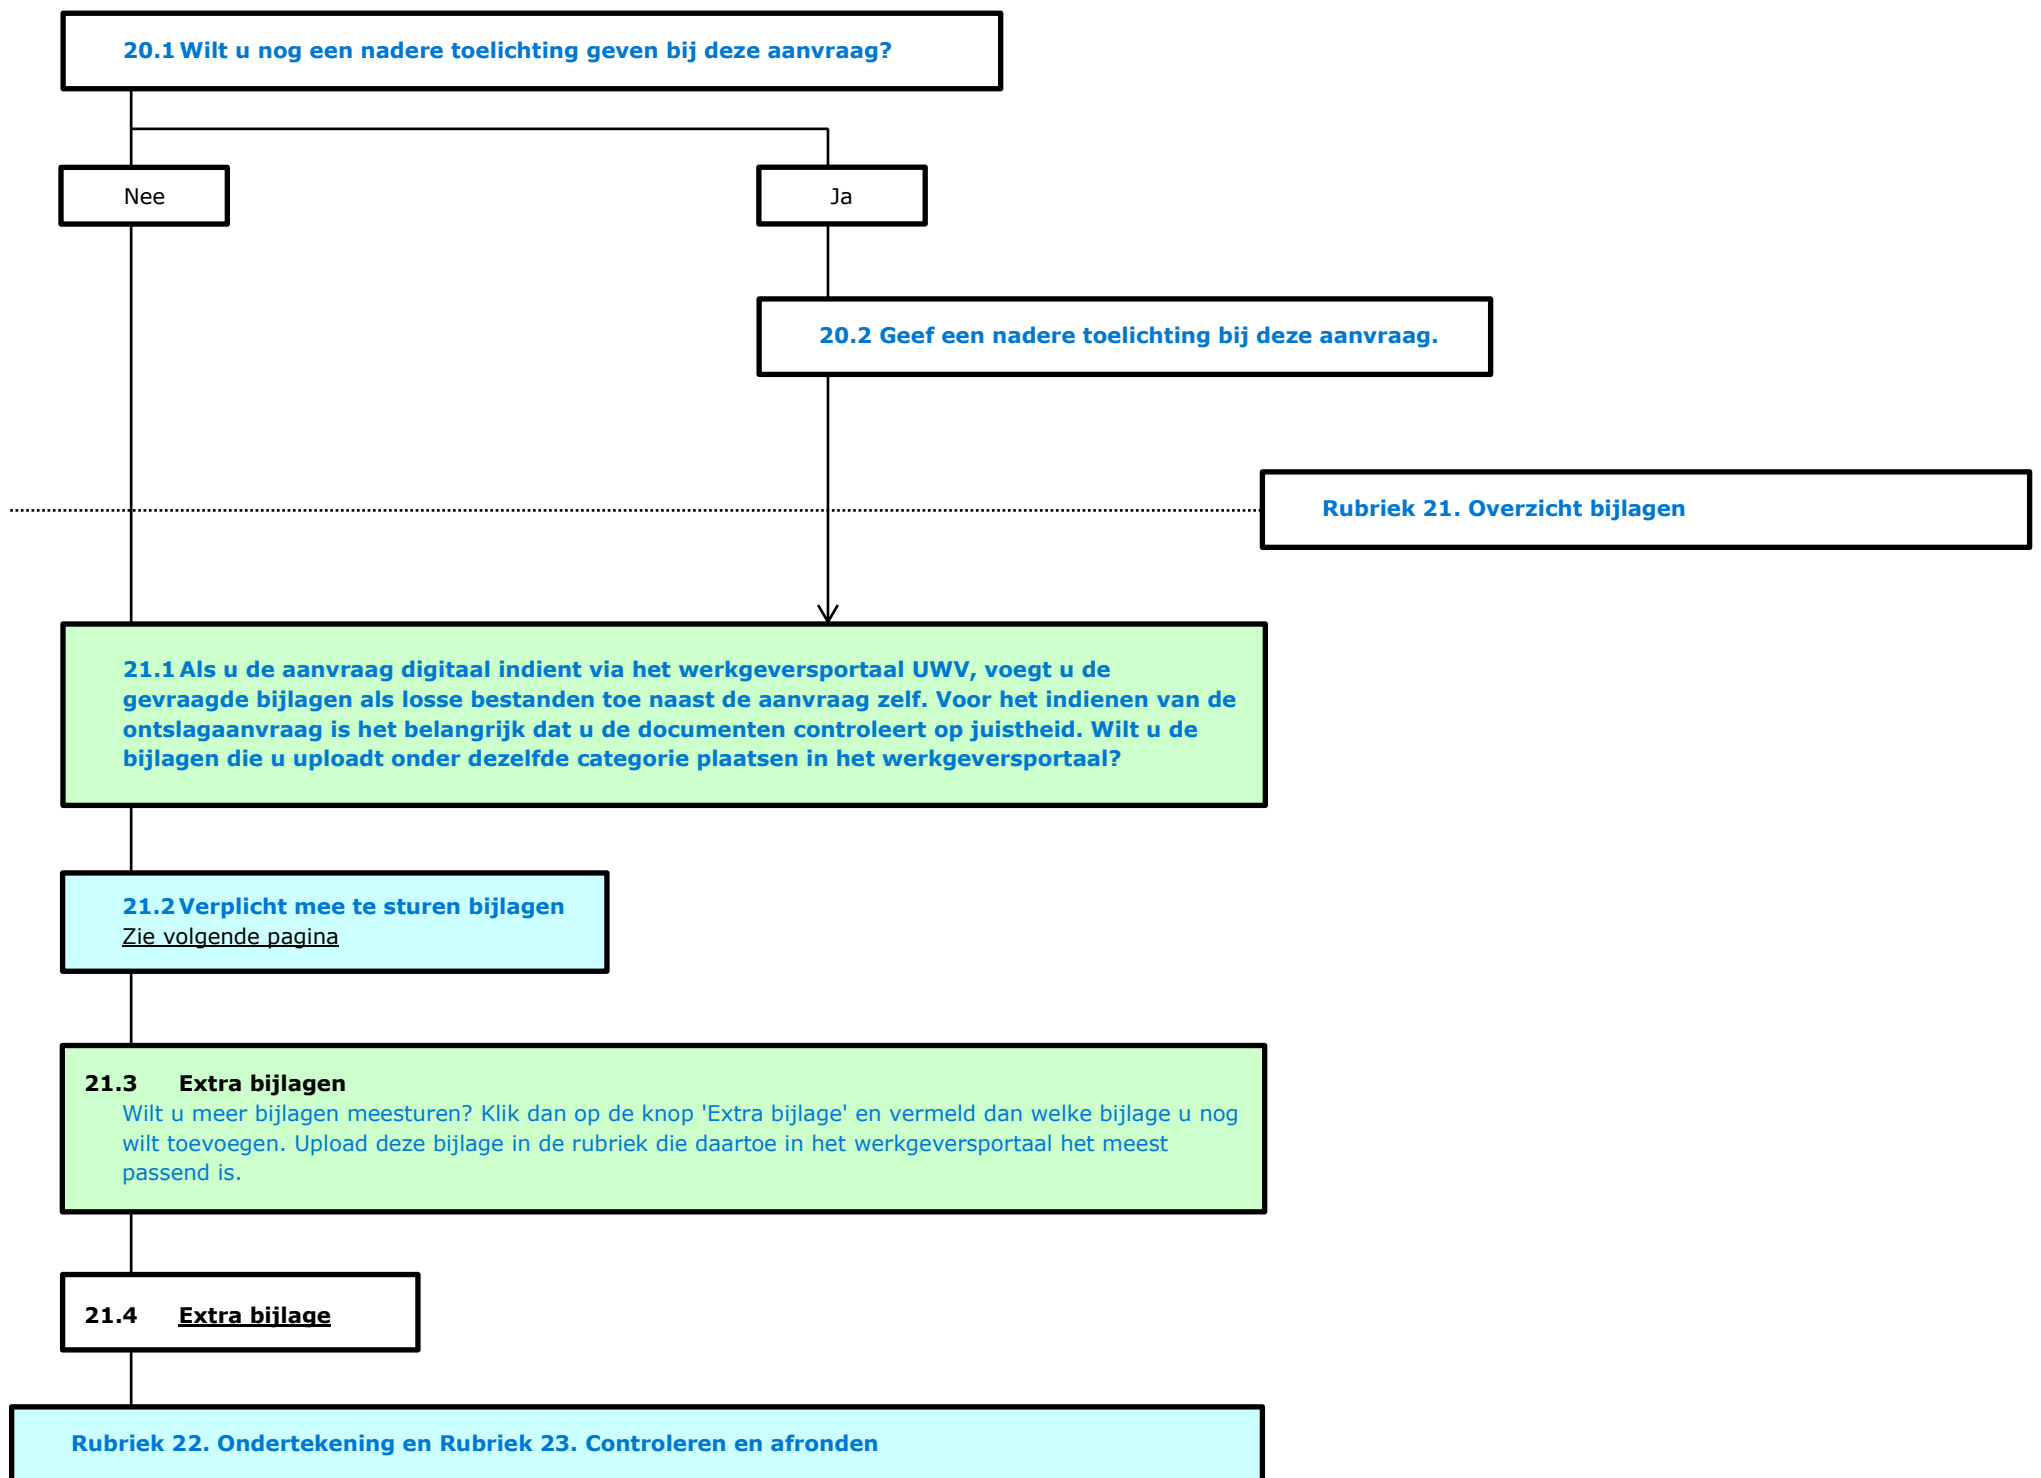 20.1 Wilt u nog een nadere toelichting geven bij deze aanvraag?
Nee
Ja
20.2 Geef een nadere toelichting bij deze aanvraag.
Rubriek 21. Overzicht bijlagen
21.1 Als u de aanvraag digitaal indient via het werkgeversportaal UWV, voegt u de
gevraagde bijlagen als losse bestanden toe naast de aanvraag zelf. Voor het indienen van de
ontslagaanvraag is het belangrijk dat u de documenten controleert op juistheid. Wilt u de
bijlagen die u uploadt onder dezelfde categorie plaatsen in het werkgeversportaal?
21.2 Verplicht mee te sturen bijlagen
Zie volgende pagina
21.3 Extra bijlagen
Wilt u meer bijlagen meesturen? Klik dan op de knop 'Extra bijlage' en vermeld dan welke bijlage u nog
wilt toevoegen. Upload deze bijlage in de rubriek die daartoe in het werkgeversportaal het meest
passend is.
21.4 Extra bijlage
Rubriek 22. Ondertekening en Rubriek 23. Controleren en afronden